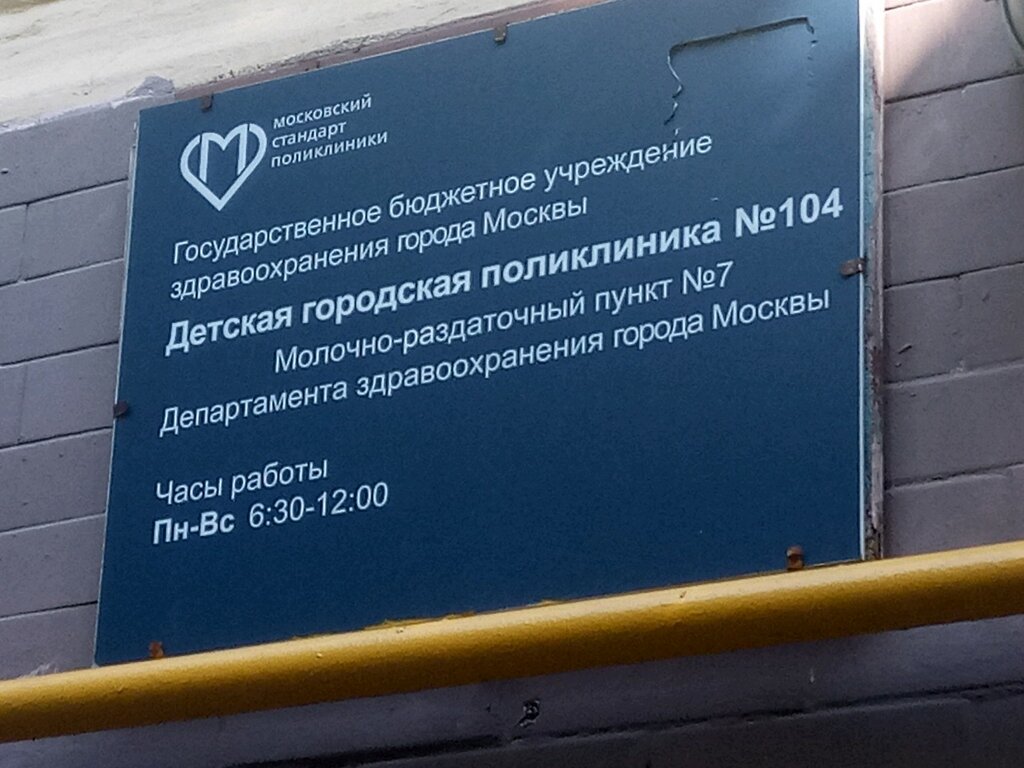 московский
стандарт
поликлиники
Государственное бюджетное учреждение
здравоохранения города Москвы
Детская городская поликлиника №104
Молочно-раздаточный пункт №7
Департамента здравоохранения города Москвы
Часы работы
Пн-Вс 6:30-12:00